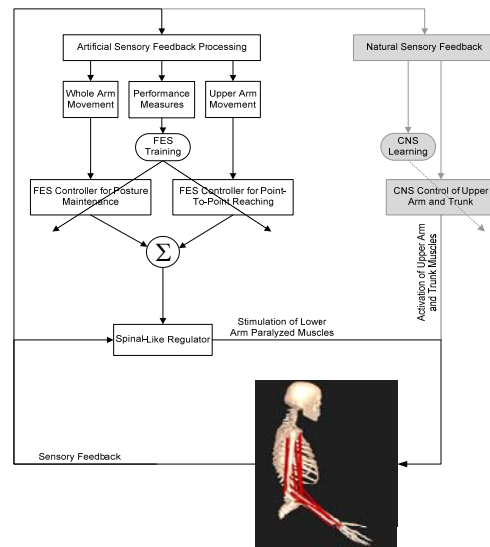 Artificial Sensory Feedback Processing
Natural Sensory Feedback
Whole Arm
Movement
Performance
Measures
Upper Arm
Movement
FES
Training
CNS
Learning
FES Controller for Posture
Maintenance
FES Controller for Point-
To-Point Reaching
CNS Control of Upper
Arm and Trunk
Σ
Activation of Upper Arm
and Trunk Muscles
Spinal-Like Regulator
Stimulation of Lower
Arm Paralyzed Muscles
Sensory Feedback